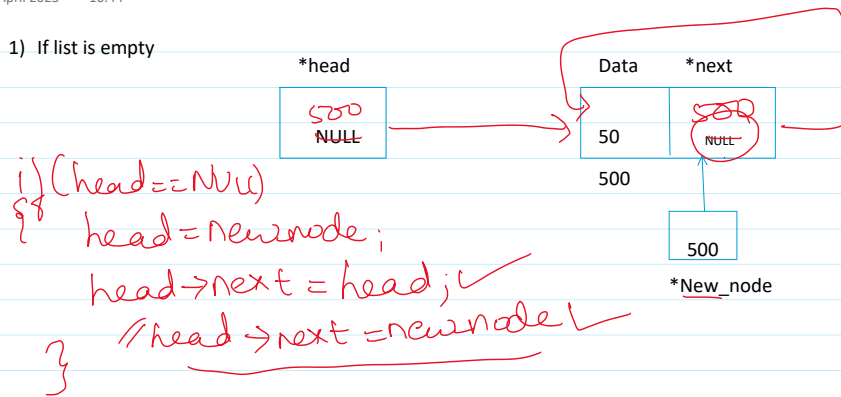 1) If list is empty
*head
Data *next
500
NULL
50
500
NULL
500
if(head==NULL)
{
head=newnode;
head->next=head;
//head->next=newnode
}
500
*New_node